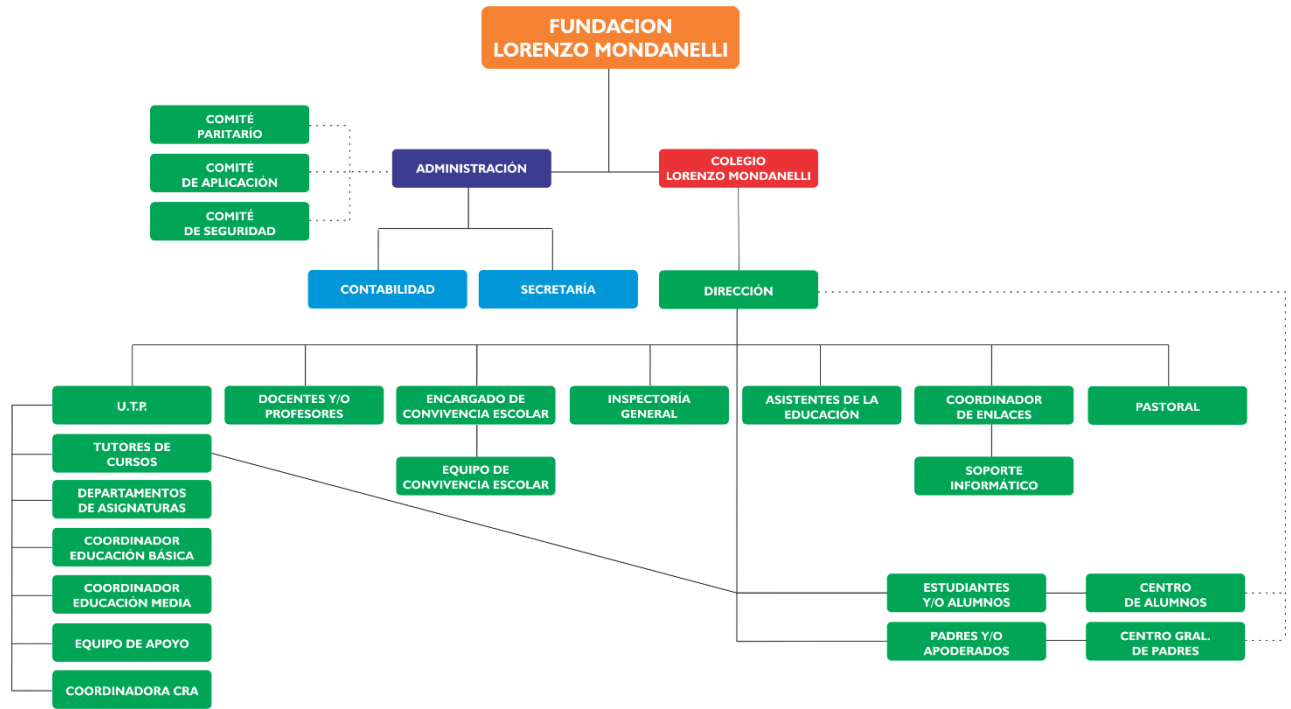 FUNDACION
LORENZO MONDANELLI
COMITÉ
PARITARÍO
COMITÉ
DE APLICACIÓN
COMITÉ
DE SEGURIDAD
ADMINISTRACIÓN
COLEGIO
LORENZO MONDANELLI
CONTABILIDAD
SECRETARÍA
DIRECCIÓN
U.T.P.
DOCENTES Y/O
PROFESORES
ENCARGADO DE
CONVIVENCIA ESCOLAR
INSPECTORÍA
GENERAL
ASISTENTES DE LA
EDUCACIÓN
COORDINADOR
DE ENLACES
PASTORAL
TUTORES DE
CURSOS
EQUIPO DE
CONVIVENCIA ESCOLAR
SOPORTE
INFORMÁTICO
DEPARTAMENTOS
DE ASIGNATURAS
COORDINADOR
EDUCACIÓN BÁSICA
COORDINADOR
EDUCACIÓN MEDIA
ESTUDIANTES
Y/O ALUMNOS
CENTRO
DE ALUMNOS
EQUIPO DE APOYO
PADRES Y/O
APODERADOS
CENTRO GRAL.
DE PADRES
COORDINADORA CRA